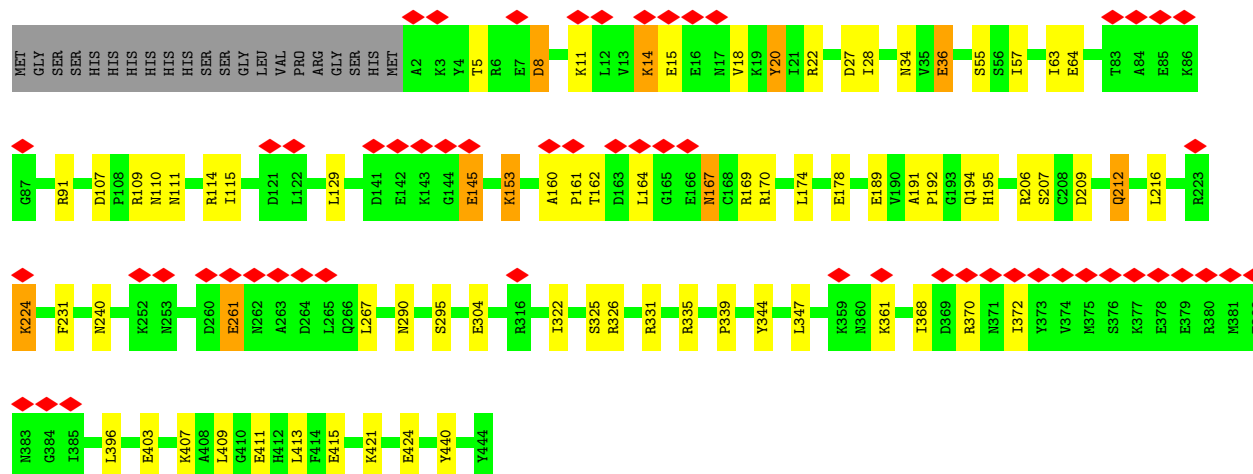 MET GLY SER SER HIS HIS HIS HIS HIS HIS SER SER GLY LEU VAL PRO ARG GLY SER HIS MET A2 K3 Y4 T5 R6 E7 D8 K11 L12 V13 K14 E15 E16 N17 V18 K19 Y20 I21 R22 D27 I28 N34 V35 E36 S55 S56 I57 I63 E64 T83 A84 E85 K86
G87 R91 D107 P108 R109 N110 N111 R114 I115 D121 L122 L129 D141 E142 K143 G144 E145 K153 A160 P161 T162 D163 L164 G165 E166 N167 C168 R169 R170 L174 E178 E189 V190 A191 P192 G193 Q194 H195 R206 S207 C208 D209 Q212 L216 R223
K224 F231 N240 K252 N253 D260 E261 N262 A263 D264 L265 Q266 L267 N290 S295 E304 R316 I322 S325 R326 R331 R335 P339 Y344 L347 K359 N360 K361 I368 D369 R370 N371 I372 Y373 V374 M375 S376 K377 E378 E379 R380 M381
N383 G384 I385 L396 E403 K407 A408 L409 G410 E411 H412 L413 F414 E415 K421 E424 Y440 Y444